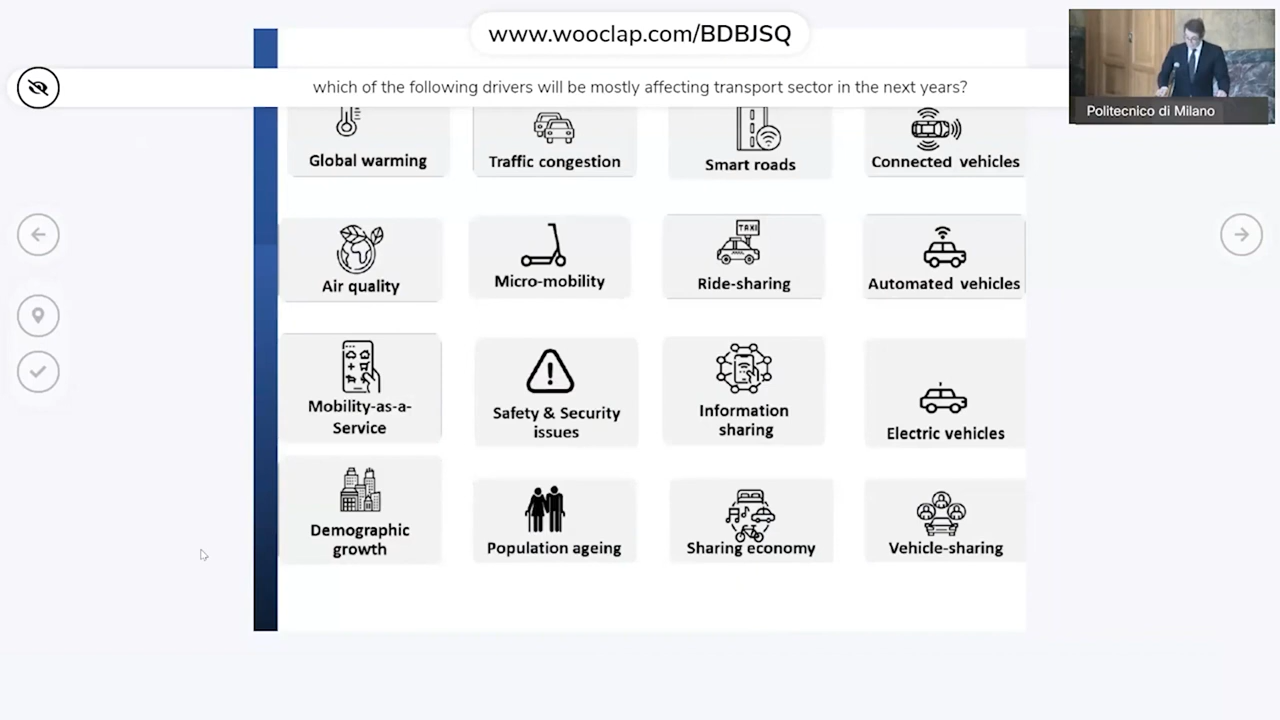 www.wooclap.com/BDBJSQ
which of the following drivers will be mostly affecting transport sector in the next years?
Politecnico di Milano
Global warming
Traffic congestion
Smart roads
Connected vehicles
Air quality
Micro-mobility
TAXI
Ride-sharing
Automated vehicles
Mobility-as-a-
Service
Safety & Security
issues
Information
sharing
Electric vehicles
Demographic
growth
Population ageing
Sharing economy
Vehicle-sharing